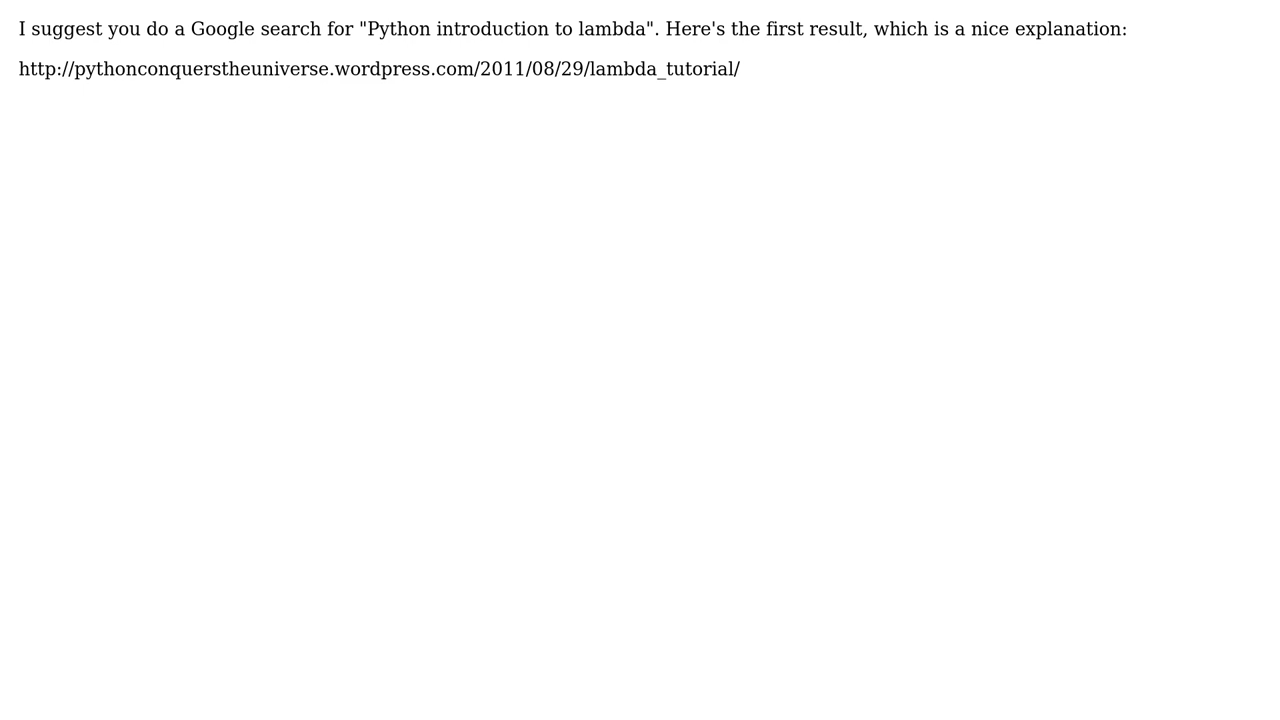 I suggest you do a Google search for "Python introduction to lambda". Here's the first result, which is a nice explanation:
http://pythonconquerstheuniverse.wordpress.com/2011/08/29/lambda_tutorial/